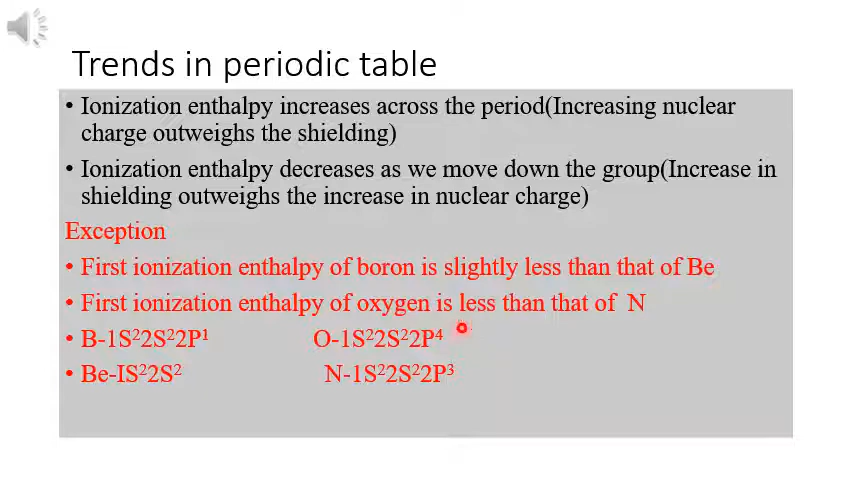 Trends in periodic table
• Ionization enthalpy increases across the period(Increasing nuclear
charge outweighs the shielding)
• Ionization enthalpy decreases as we move down the group(Increase in
shielding outweighs the increase in nuclear charge)
Exception
• First ionization enthalpy of boron is slightly less than that of Be
• First ionization enthalpy of oxygen is less than that of N
• B-1S²2S²2P¹ O-1S²2S²2P⁴
• Be-IS²2S² N-1S²2S²2P³